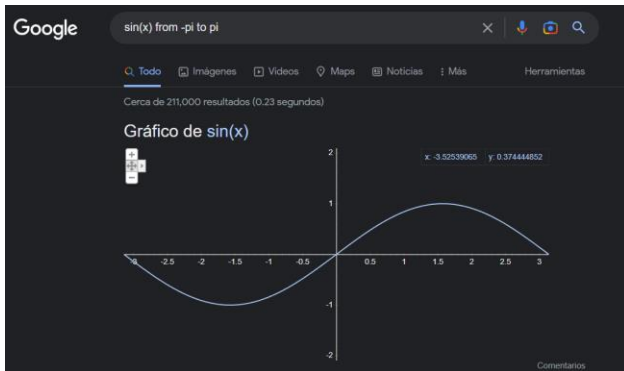 Google
sin(x) from -pi to pi
Todo Imágenes Videos Maps Noticias Más Herramientas
Cerca de 211,000 resultados (0.23 segundos)
Gráfico de sin(x)
x: -3.52539065 y: 0.374444852
2
1
-3 -2.5 -2 -1.5 -1 -0.5 0.5 1 1.5 2 2.5 3
-1
-2
Comentarios